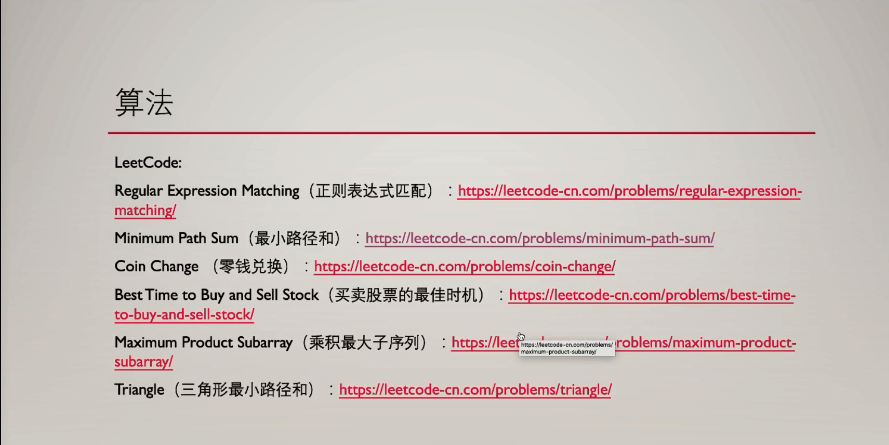 算法
LeetCode:
Regular Expression Matching（正则表达式匹配）：https://leetcode-cn.com/problems/regular-expression-
matching/
Minimum Path Sum（最小路径和）：https://leetcode-cn.com/problems/minimum-path-sum/
Coin Change （零钱兑换）：https://leetcode-cn.com/problems/coin-change/
Best Time to Buy and Sell Stock（买卖股票的最佳时机）：https://leetcode-cn.com/problems/best-time-
to-buy-and-sell-stock/
Maximum Product Subarray（乘积最大子序列）：https://leet problems/maximum-product-
subarray/
https://leetcode-cn.com/problems/
maximum-product-subarray/
Triangle（三角形最小路径和）：https://leetcode-cn.com/problems/triangle/